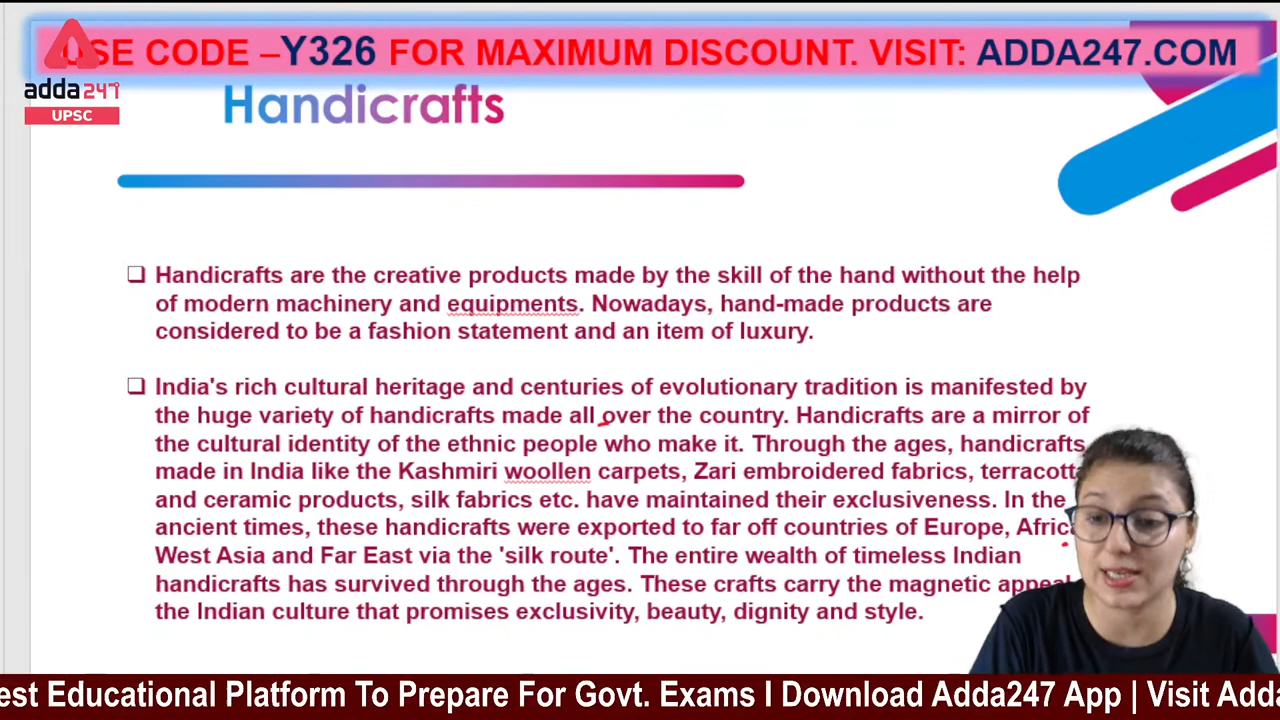 USE CODE –Y326 FOR MAXIMUM DISCOUNT. VISIT: ADDA247.COM
adda247
UPSC
Handicrafts
❑ Handicrafts are the creative products made by the skill of the hand without the help
of modern machinery and equipments. Nowadays, hand-made products are
considered to be a fashion statement and an item of luxury.
❑ India's rich cultural heritage and centuries of evolutionary tradition is manifested by
the huge variety of handicrafts made all over the country. Handicrafts are a mirror of
the cultural identity of the ethnic people who make it. Through the ages, handicrafts
made in India like the Kashmiri woollen carpets, Zari embroidered fabrics,
and ceramic products, silk fabrics etc. have maintained their exclusiveness. In the
ancient times, these handicrafts were exported to far off countries of Europe,
West Asia and Far East via the 'silk route'. The entire wealth of timeless Indian
handicrafts has survived through the ages. These crafts carry the magnetic appeal
the Indian culture that promises exclusivity, beauty, dignity and style.
est Educational Platform To Prepare For Govt. Exams I Download Adda247 App | Visit Adda